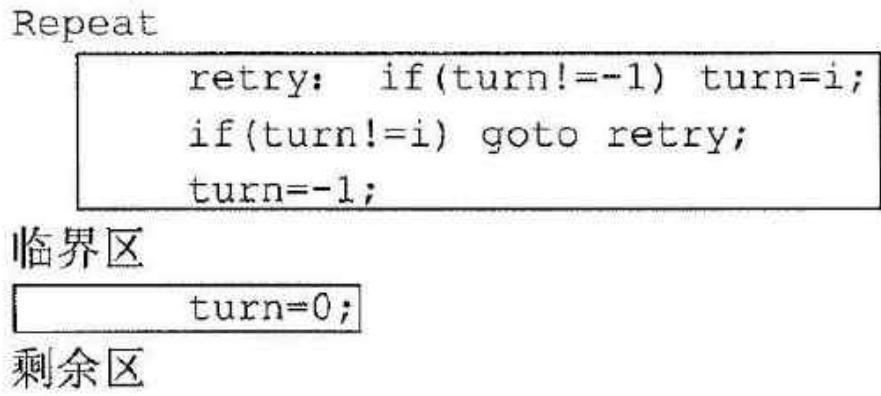 Repeat
retry: if(turn!=-1) turn=i;
if(turn!=i) goto retry;
turn=-1;
临界区
turn=0;
剩余区